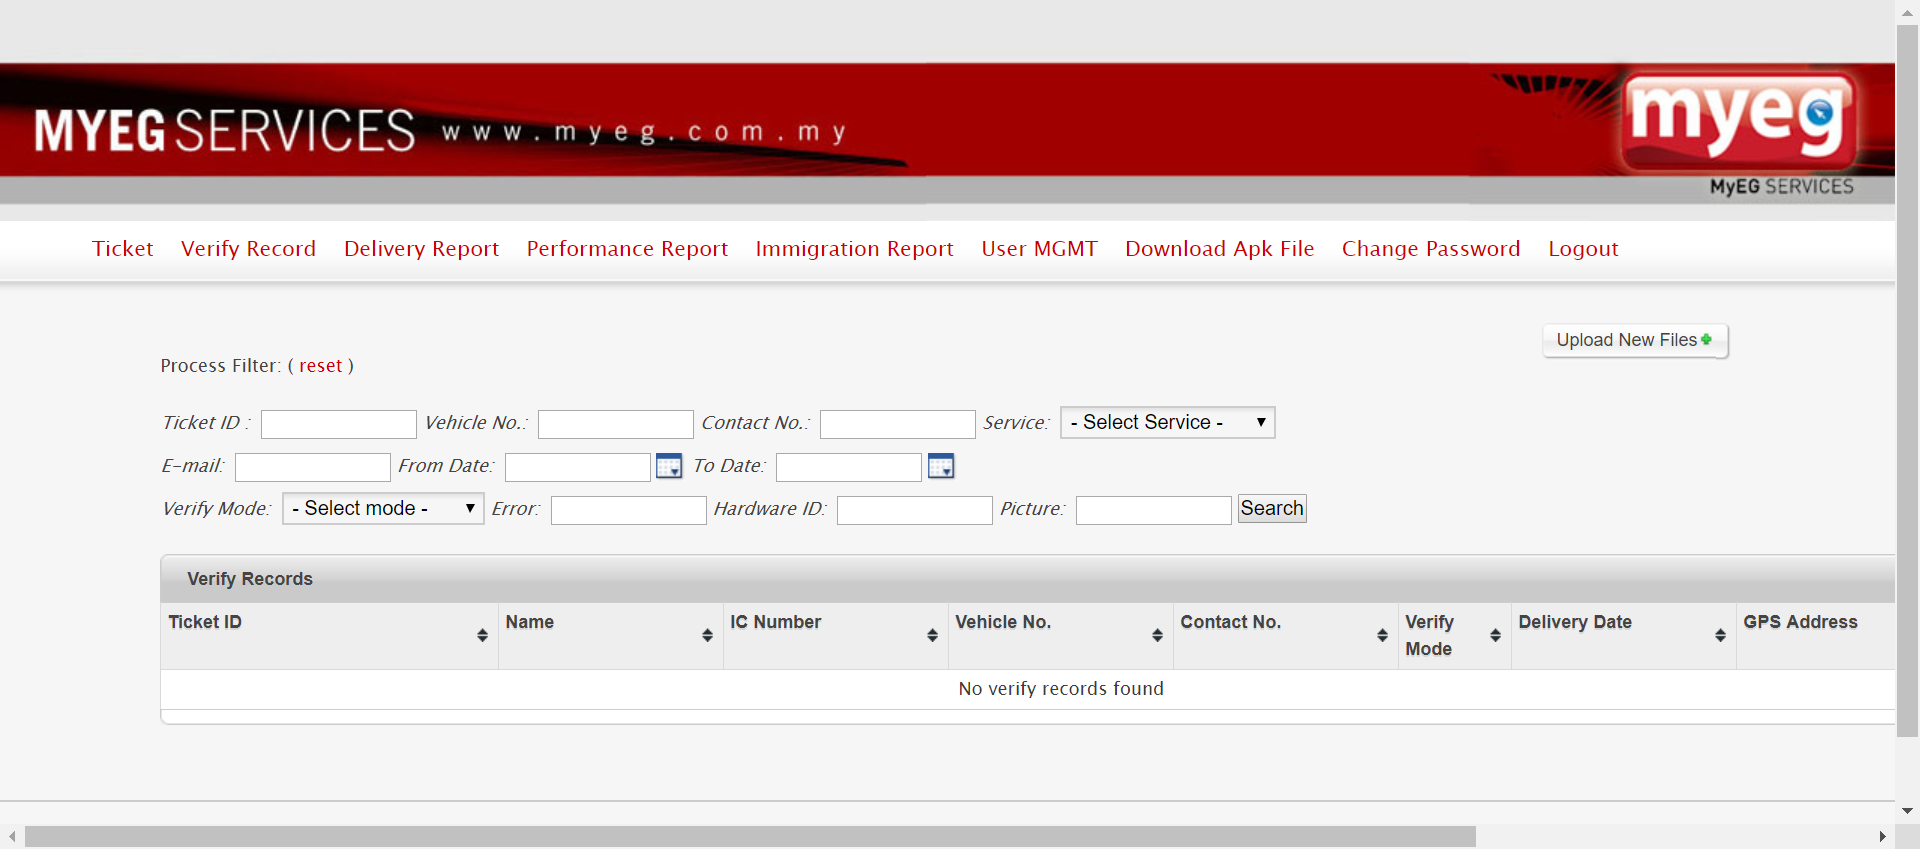 MYEG SERVICES www.myeg.com.my
myeg
MyEG SERVICES
Ticket Verify Record Delivery Report Performance Report Immigration Report User MGMT Download Apk File Change Password Logout
Upload New Files
Process Filter: ( reset )
Ticket ID : Vehicle No.: Contact No.: Service: - Select Service -
E-mail: From Date: To Date:
Verify Mode: - Select mode - Error: Hardware ID: Picture: Search
Verify Records
Ticket ID Name IC Number Vehicle No. Contact No. Verify Mode Delivery Date GPS Address
No verify records found